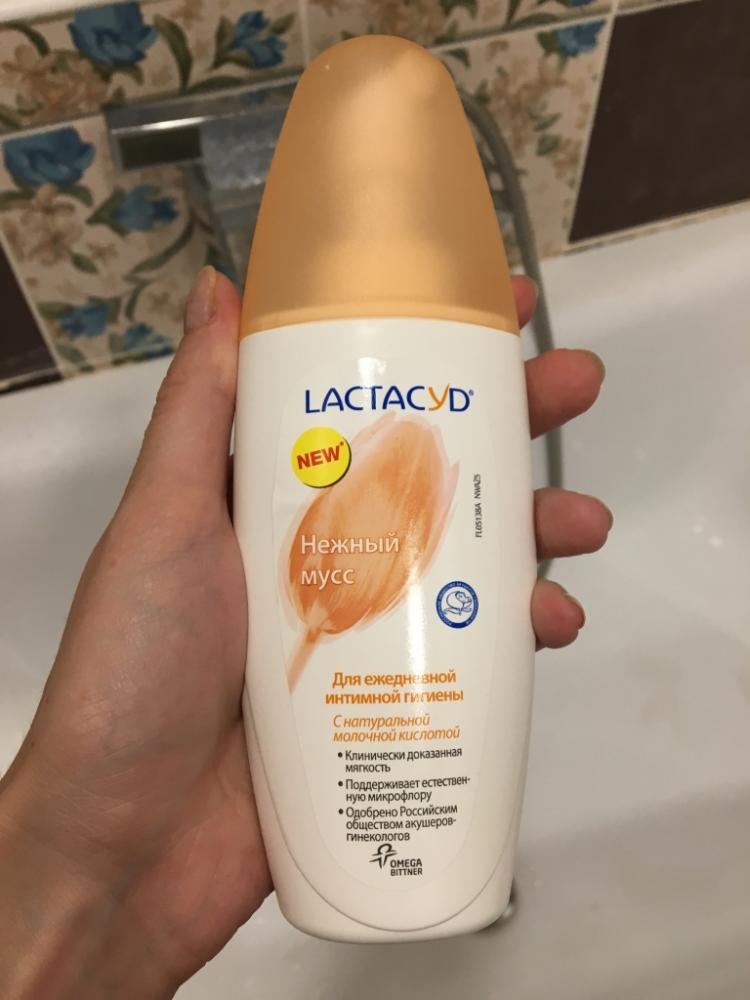 LACTACYD®
NEW*
Нежный
мусс
FL05138A NWA25
Для ежедневной
интимной гигиены
С натуральной
молочной кислотой
• Клинически доказанная
мягкость
• Поддерживает естествен-
ную микрофлору
• Одобрено Российским
обществом акушеров-
гинекологов
OMEGA
BITTNER